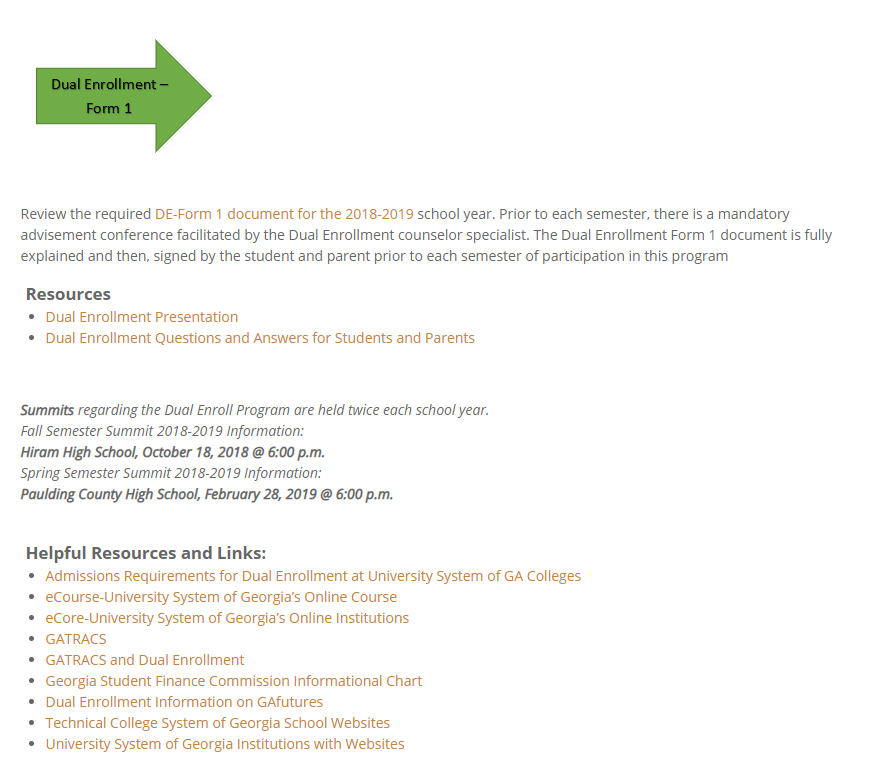 Dual Enrollment –
Form 1
Review the required DE-Form 1 document for the 2018-2019 school year. Prior to each semester, there is a mandatory
advisement conference facilitated by the Dual Enrollment counselor specialist. The Dual Enrollment Form 1 document is fully
explained and then, signed by the student and parent prior to each semester of participation in this program
Resources
• Dual Enrollment Presentation
• Dual Enrollment Questions and Answers for Students and Parents
Summits regarding the Dual Enroll Program are held twice each school year.
Fall Semester Summit 2018-2019 Information:
Hiram High School, October 18, 2018 @ 6:00 p.m.
Spring Semester Summit 2018-2019 Information:
Paulding County High School, February 28, 2019 @ 6:00 p.m.
Helpful Resources and Links:
• Admissions Requirements for Dual Enrollment at University System of GA Colleges
• eCourse-University System of Georgia’s Online Course
• eCore-University System of Georgia’s Online Institutions
• GATRACS
• GATRACS and Dual Enrollment
• Georgia Student Finance Commission Informational Chart
• Dual Enrollment Information on GAfutures
• Technical College System of Georgia School Websites
• University System of Georgia Institutions with Websites